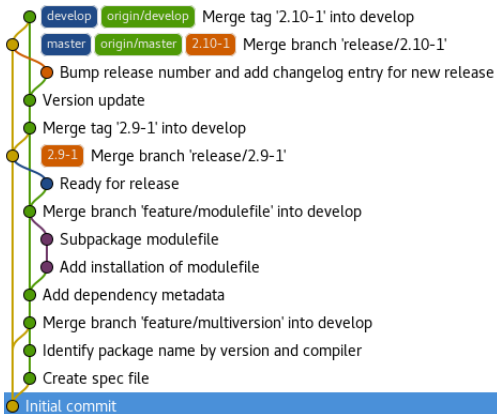 develop origin/develop Merge tag '2.10-1' into develop
master origin/master 2.10-1 Merge branch 'release/2.10-1'
Bump release number and add changelog entry for new release
Version update
Merge tag '2.9-1' into develop
2.9-1 Merge branch 'release/2.9-1'
Ready for release
Merge branch 'feature/modulefile' into develop
Subpackage modulefile
Add installation of modulefile
Add dependency metadata
Merge branch 'feature/multiversion' into develop
Identify package name by version and compiler
Create spec file
Initial commit